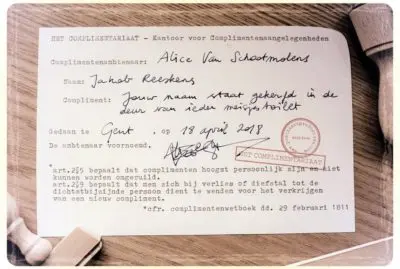 HET COMPLIMENTARIAAT - Kantoor voor Complimentenaangelegenheden
Complimentenambtenaar: Alice Van Schootmolens
Naam: Jakob Reeskens
Compliment: Jouw naam staat gekerfd in de
deur van ieder meisjestoilet
Gedaan te Gent , op 18 april 2018
De ambtenaar voornoemd,
HET COMPLIMENTARIAAT
*
art.2§5 bepaalt dat complimenten hoogst persoonlijk zijn en niet
kunnen worden omgeruild.
art.2§9 bepaalt dat men zich bij verlies of diefstal tot de
dichtstbijzijnde persoon dient te wenden voor het verkrijgen
van een nieuw compliment.
*cfr. complimentenwetboek dd. 29 februari 1811